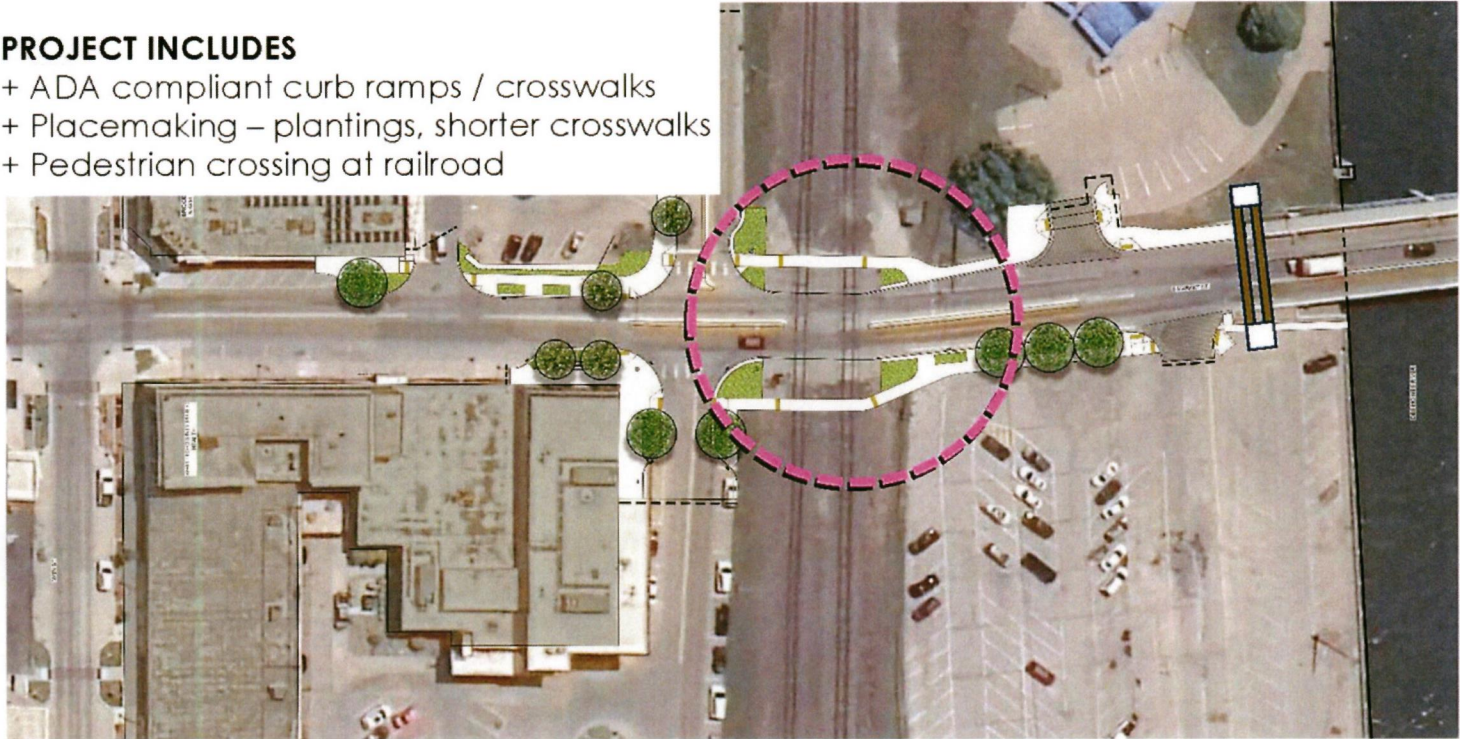 PROJECT INCLUDES
+ ADA compliant curb ramps / crosswalks
+ Placemaking – plantings, shorter crosswalks
+ Pedestrian crossing at railroad